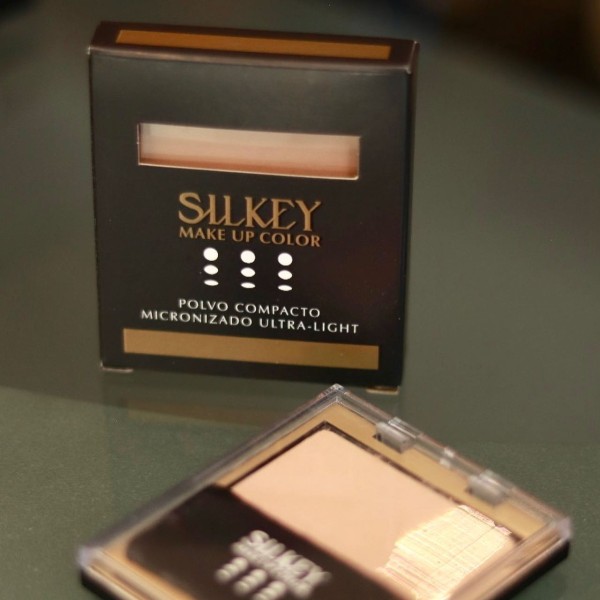 SILKEY
MAKE UP COLOR
POLVO COMPACTO
MICRONIZADO ULTRA-LIGHT
SILKEY